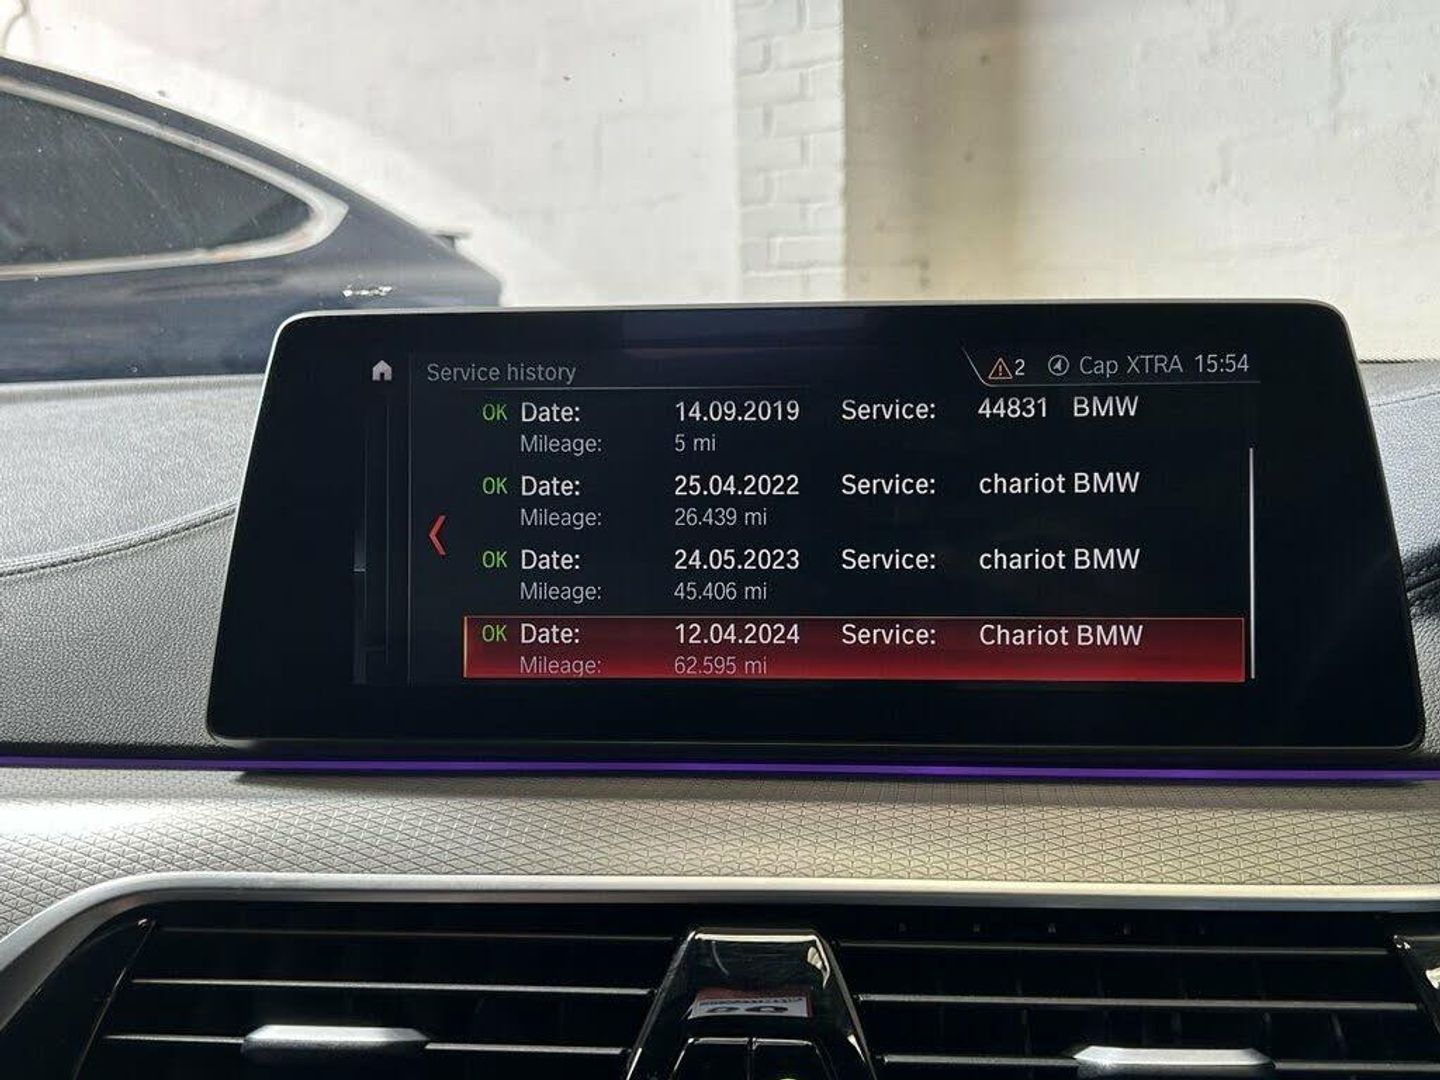 Service history
2 Cap XTRA 15:54
OK Date: 14.09.2019 Service: 44831 BMW
Mileage: 5 mi
OK Date: 25.04.2022 Service: chariot BMW
Mileage: 26.439 mi
OK Date: 24.05.2023 Service: chariot BMW
Mileage: 45.406 mi
OK Date: 12.04.2024 Service: Chariot BMW
Mileage: 62.595 mi